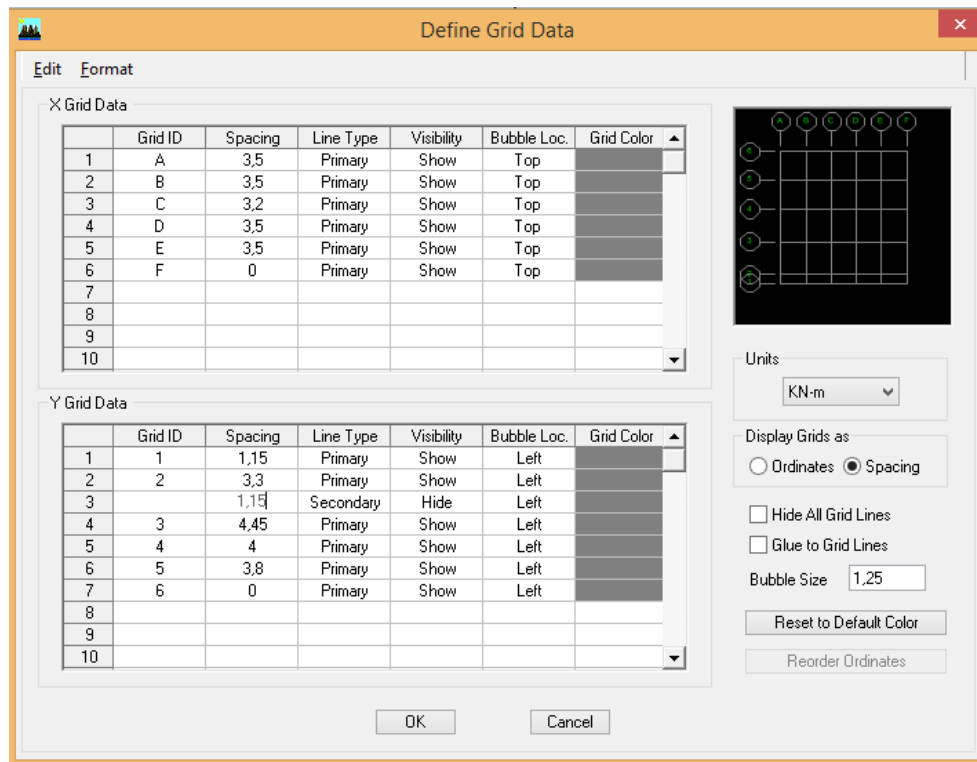 Define Grid Data
Edit Format
X Grid Data
Grid ID Spacing Line Type Visibility Bubble Loc. Grid Color
1 A 3,5 Primary Show Top
2 B 3,5 Primary Show Top
3 C 3,2 Primary Show Top
4 D 3,5 Primary Show Top
5 E 3,5 Primary Show Top
6 F 0 Primary Show Top
7
8
9
10
A B C D E F
6
5
4
3
Units
KN-m
Y Grid Data
Grid ID Spacing Line Type Visibility Bubble Loc. Grid Color
1 1 1,15 Primary Show Left
2 2 3,3 Primary Show Left
3 1,15 Secondary Hide Left
4 3 4,45 Primary Show Left
5 4 4 Primary Show Left
6 5 3,8 Primary Show Left
7 6 0 Primary Show Left
8
9
10
Display Grids as
Ordinates Spacing
Hide All Grid Lines
Glue to Grid Lines
Bubble Size 1,25
Reset to Default Color
Reorder Ordinates
OK Cancel